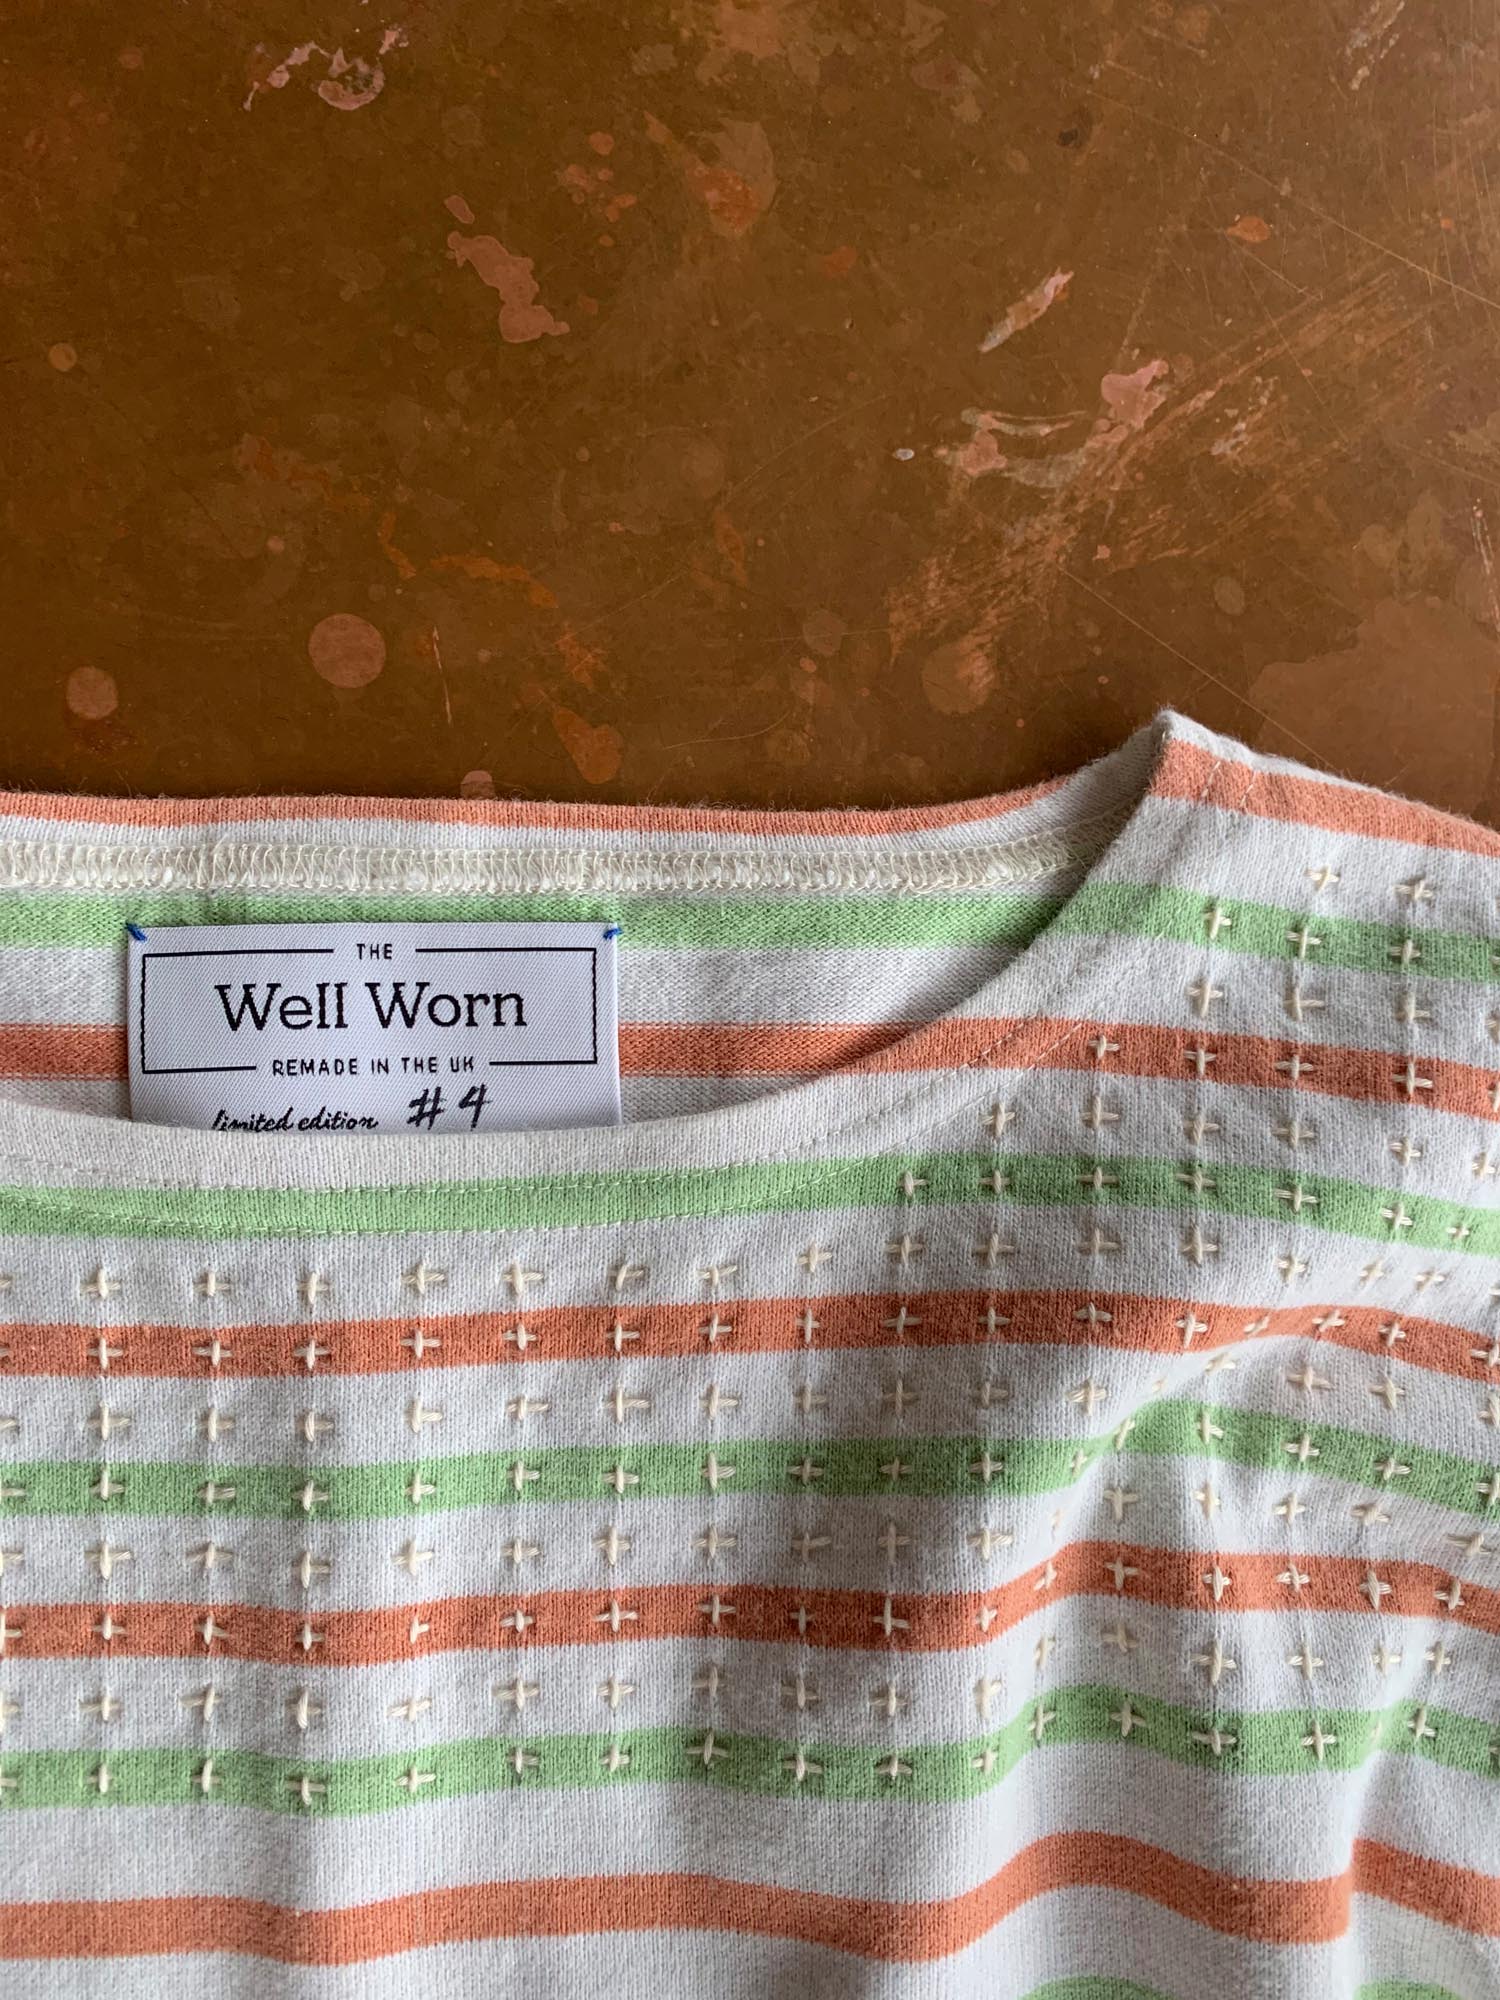 THE
Well Worn
REMADE IN THE UK
limited edition #4